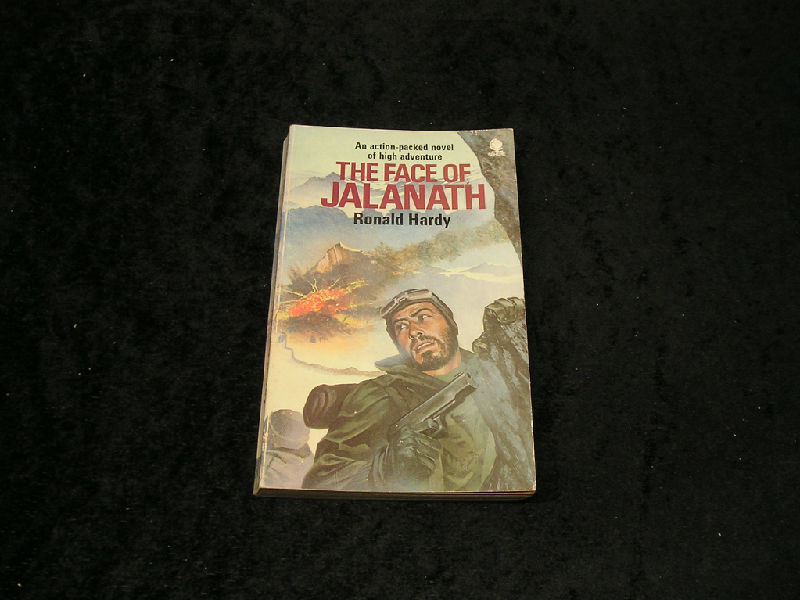 An action-packed novel
of high adventure
THE FACE OF
JALANATH
Ronald Hardy